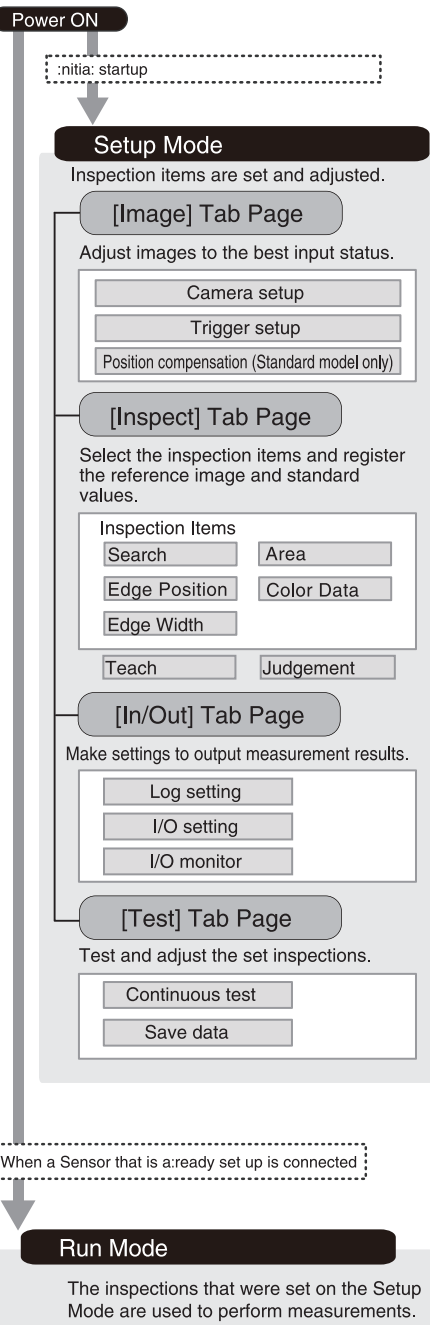 Power ON
:nitia: startup
Setup Mode
Inspection items are set and adjusted.
[Image] Tab Page
Adjust images to the best input status.
Camera setup
Trigger setup
Position compensation (Standard model only)
[Inspect] Tab Page
Select the inspection items and register
the reference image and standard
values.
Inspection Items
Search
Area
Edge Position
Color Data
Edge Width
Teach
Judgement
[In/Out] Tab Page
Make settings to output measurement results.
Log setting
I/O setting
I/O monitor
[Test] Tab Page
Test and adjust the set inspections.
Continuous test
Save data
When a Sensor that is a:ready set up is connected
Run Mode
The inspections that were set on the Setup
Mode are used to perform measurements.